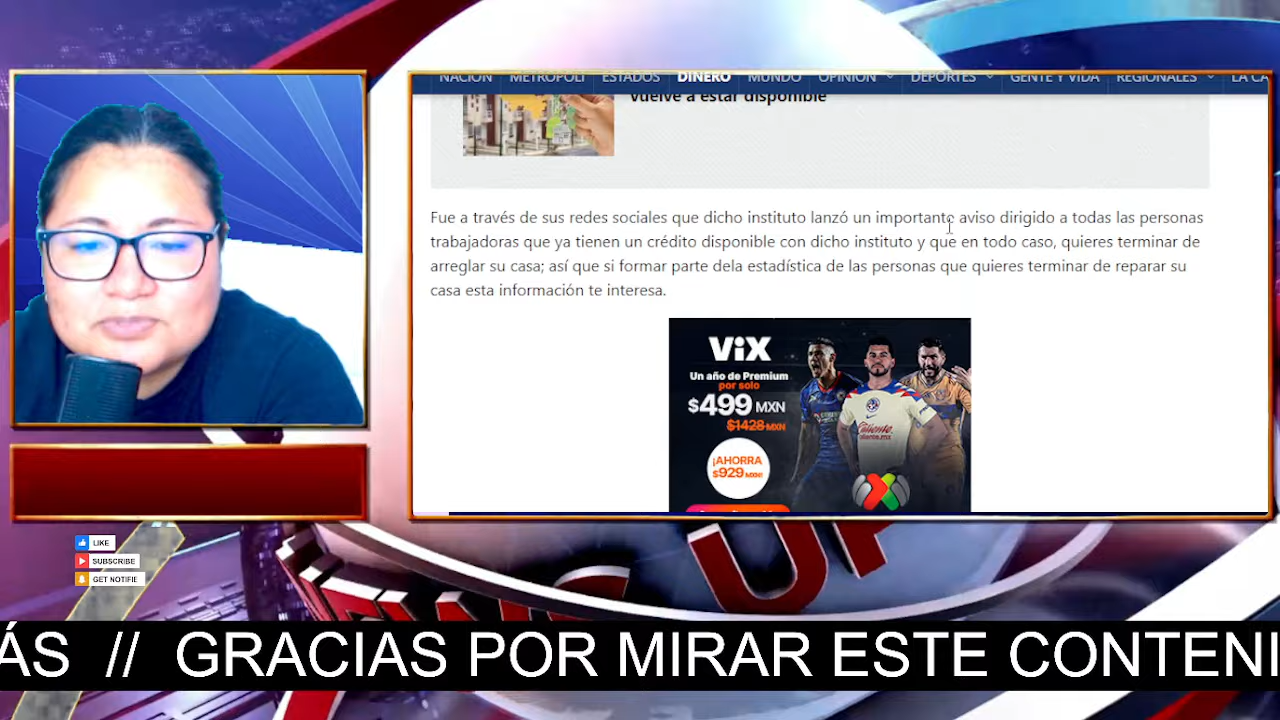 NACIÓN METRÓPOLI ESTADOS DINERO MUNDO OPINIÓN DEPORTES GENTE Y VIDA REGIONALES LA CA
vuelve a estar disponible
Fue a través de sus redes sociales que dicho instituto lanzó un importante aviso dirigido a todas las personas
trabajadoras que ya tienen un crédito disponible con dicho instituto y que en todo caso, quieres terminar de
arreglar su casa; así que si formar parte dela estadística de las personas que quieres terminar de reparar su
casa esta información te interesa.
ViX
Un año de Premium
por solo
$499 MXN
$1428 MXN
¡AHORRA
$929 MXN!
Caliente.mx
LIKE
SUBSCRIBE
GET NOTIFIE
UP
ÁS // GRACIAS POR MIRAR ESTE CONTENI